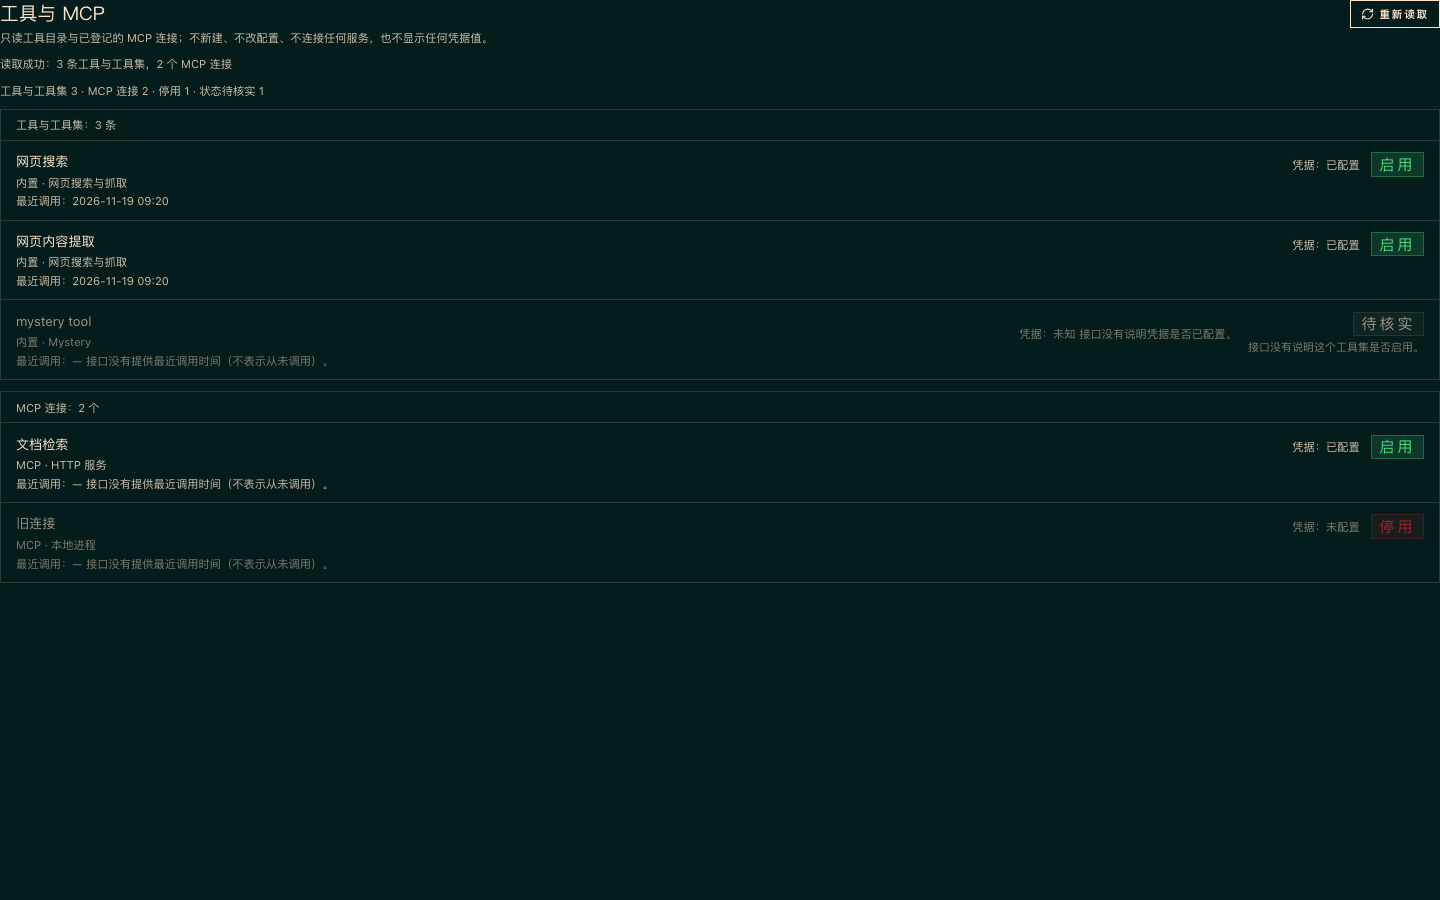 工具与 MCP
重新读取
只读工具目录与已登记的 MCP 连接；不新建、不改配置、不连接任何服务，也不显示任何凭据值。
读取成功：3 条工具与工具集，2 个 MCP 连接
工具与工具集 3 · MCP 连接 2 · 停用 1 · 状态待核实 1
工具与工具集：3 条
网页搜索
凭据：已配置
启用
内置 · 网页搜索与抓取
最近调用：2026-11-19 09:20
网页内容提取
凭据：已配置
启用
内置 · 网页搜索与抓取
最近调用：2026-11-19 09:20
mystery tool
待核实
凭据：未知 接口没有说明凭据是否已配置。
接口没有说明这个工具集是否启用。
内置 · Mystery
最近调用：— 接口没有提供最近调用时间（不表示从未调用）。
MCP 连接：2 个
文档检索
凭据：已配置
启用
MCP · HTTP 服务
最近调用：— 接口没有提供最近调用时间（不表示从未调用）。
旧连接
凭据：未配置
停用
MCP · 本地进程
最近调用：— 接口没有提供最近调用时间（不表示从未调用）。